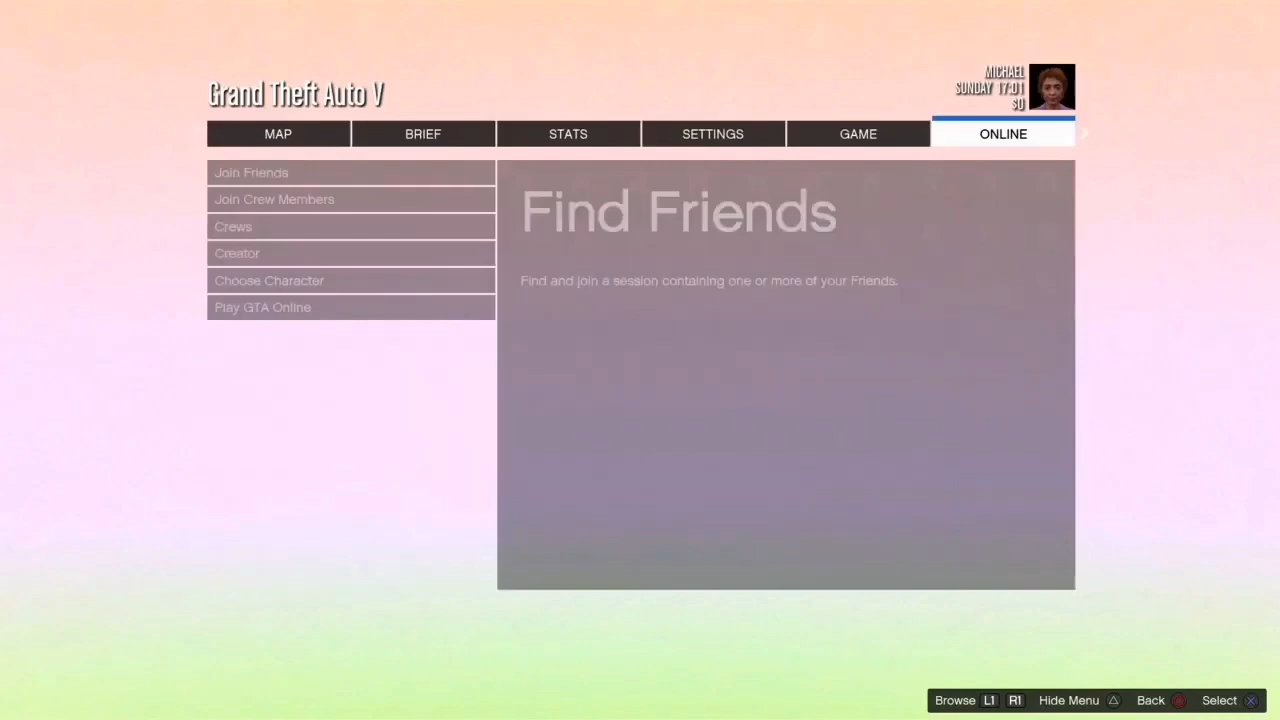 Grand Theft Auto V
MICHAEL
SUNDAY 17:01
$0
MAP
BRIEF
STATS
SETTINGS
GAME
ONLINE
Join Friends
Join Crew Members
Crews
Creator
Choose Character
Play GTA Online
Find Friends
Find and join a session containing one or more of your Friends.
Browse L1 R1 Hide Menu Back Select